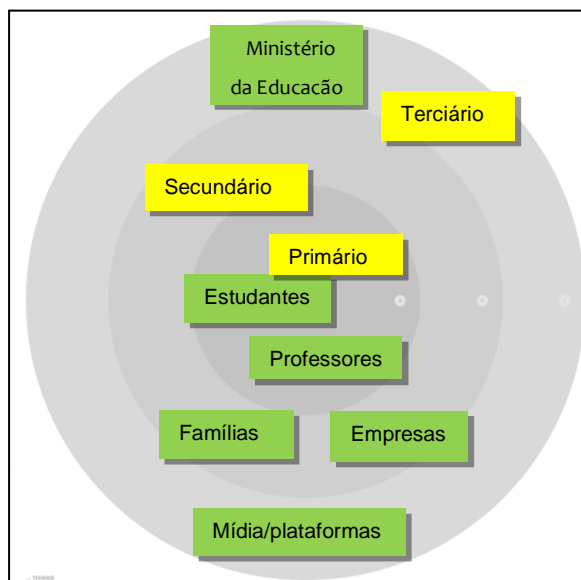 Ministério
da Educacão
Terciário
Secundário
Primário
Estudantes
Professores
Famílias
Empresas
Mídia/plataformas